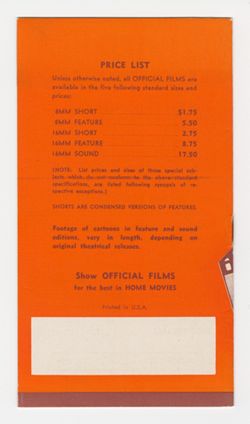 PRICE LIST
Unless otherwise noted, all OFFICIAL FILMS are
available in the five following standard sizes and
prices:
8MM SHORT $1.75
8MM FEATURE 5.50
16MM SHORT 2.75
16MM FEATURE 8.75
16MM SOUND 17.50
(NOTE: List prices and sizes of those special sub-
jects which do not conform to the above standard
specifications, are listed following synopsis of re-
spective exceptions.)
SHORTS ARE CONDENSED VERSIONS OF FEATURES.
Footage of cartoons in feature and sound
editions, vary in length, depending on
original theatrical releases.
Show OFFICIAL FILMS
for the best in HOME MOVIES
Printed in U.S.A.